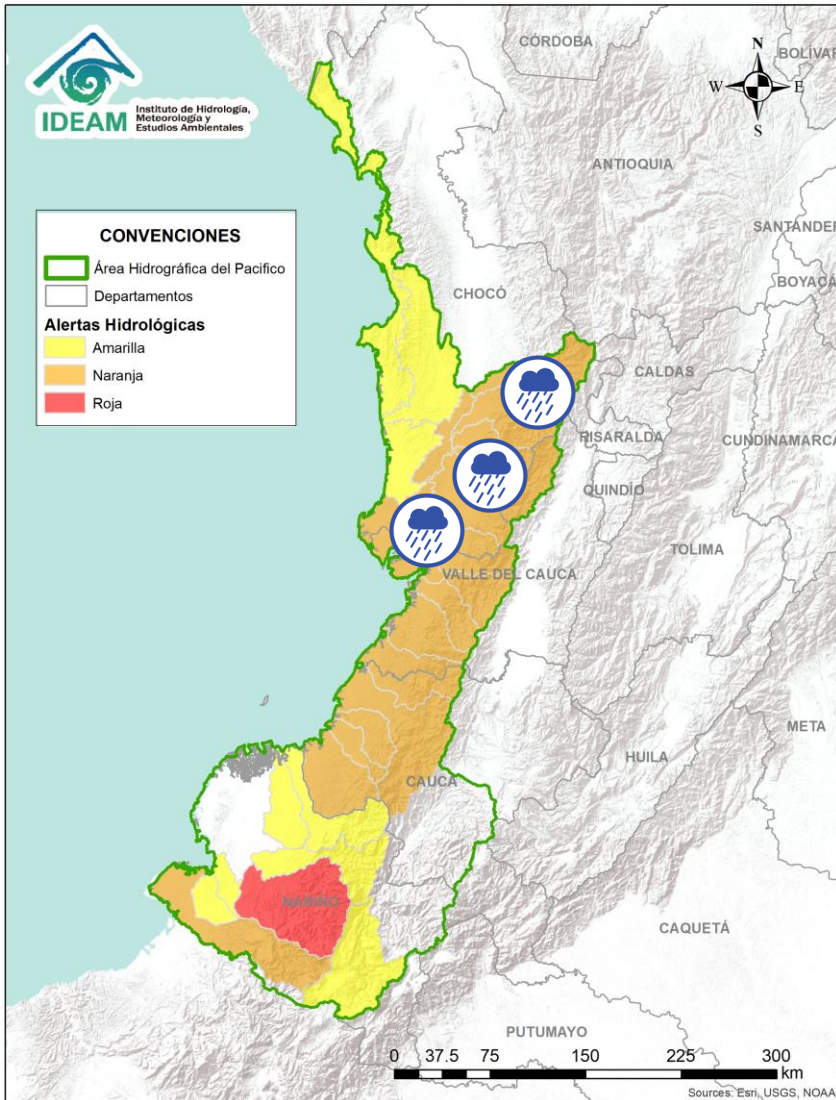 IDEAM
Instituto de Hidrología,
Meteorología y
Estudios Ambientales
CÓRDOBA
BOLÍVAR
N
W E
S
ANTIOQUIA
CONVENCIONES
Área Hidrográfica del Pacifico
Departamentos
Alertas Hidrológicas
Amarilla
Naranja
Roja
SANTANDER
BOYACÁ
CHOCÓ
CALDAS
RISARALDA
CUNDINAMARCA
QUINDÍO
TOLIMA
VALLE DEL CAUCA
META
HUILA
CAUCA
NARIÑO
CAQUETÁ
PUTUMAYO
0 37.5 75 150 225 300
km
Sources: Esri, USGS, NOAA